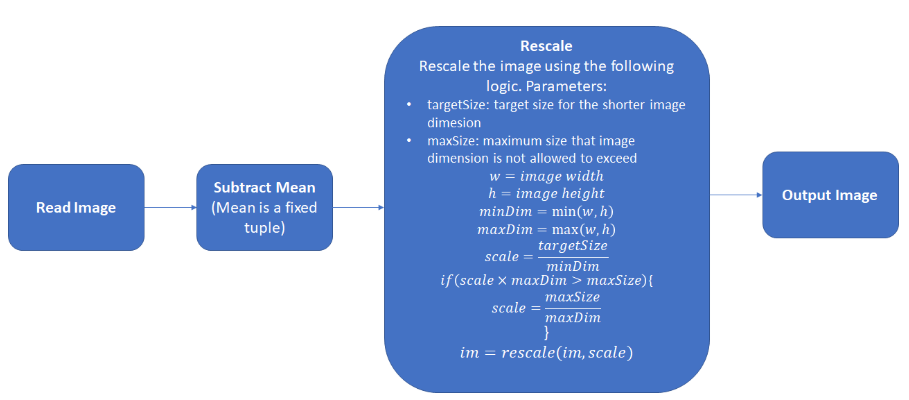 Read Image
Subtract Mean
(Mean is a fixed
tuple)
Rescale
Rescale the image using the following
logic. Parameters:
• targetSize: target size for the shorter image
dimesion
• maxSize: maximum size that image
dimension is not allowed to exceed
w = image width
h = image height
minDim = min(w, h)
maxDim = max(w, h)
scale = targetSize / minDim
if(scale × maxDim > maxSize){
scale = maxSize / maxDim
}
im = rescale(im, scale)
Output Image